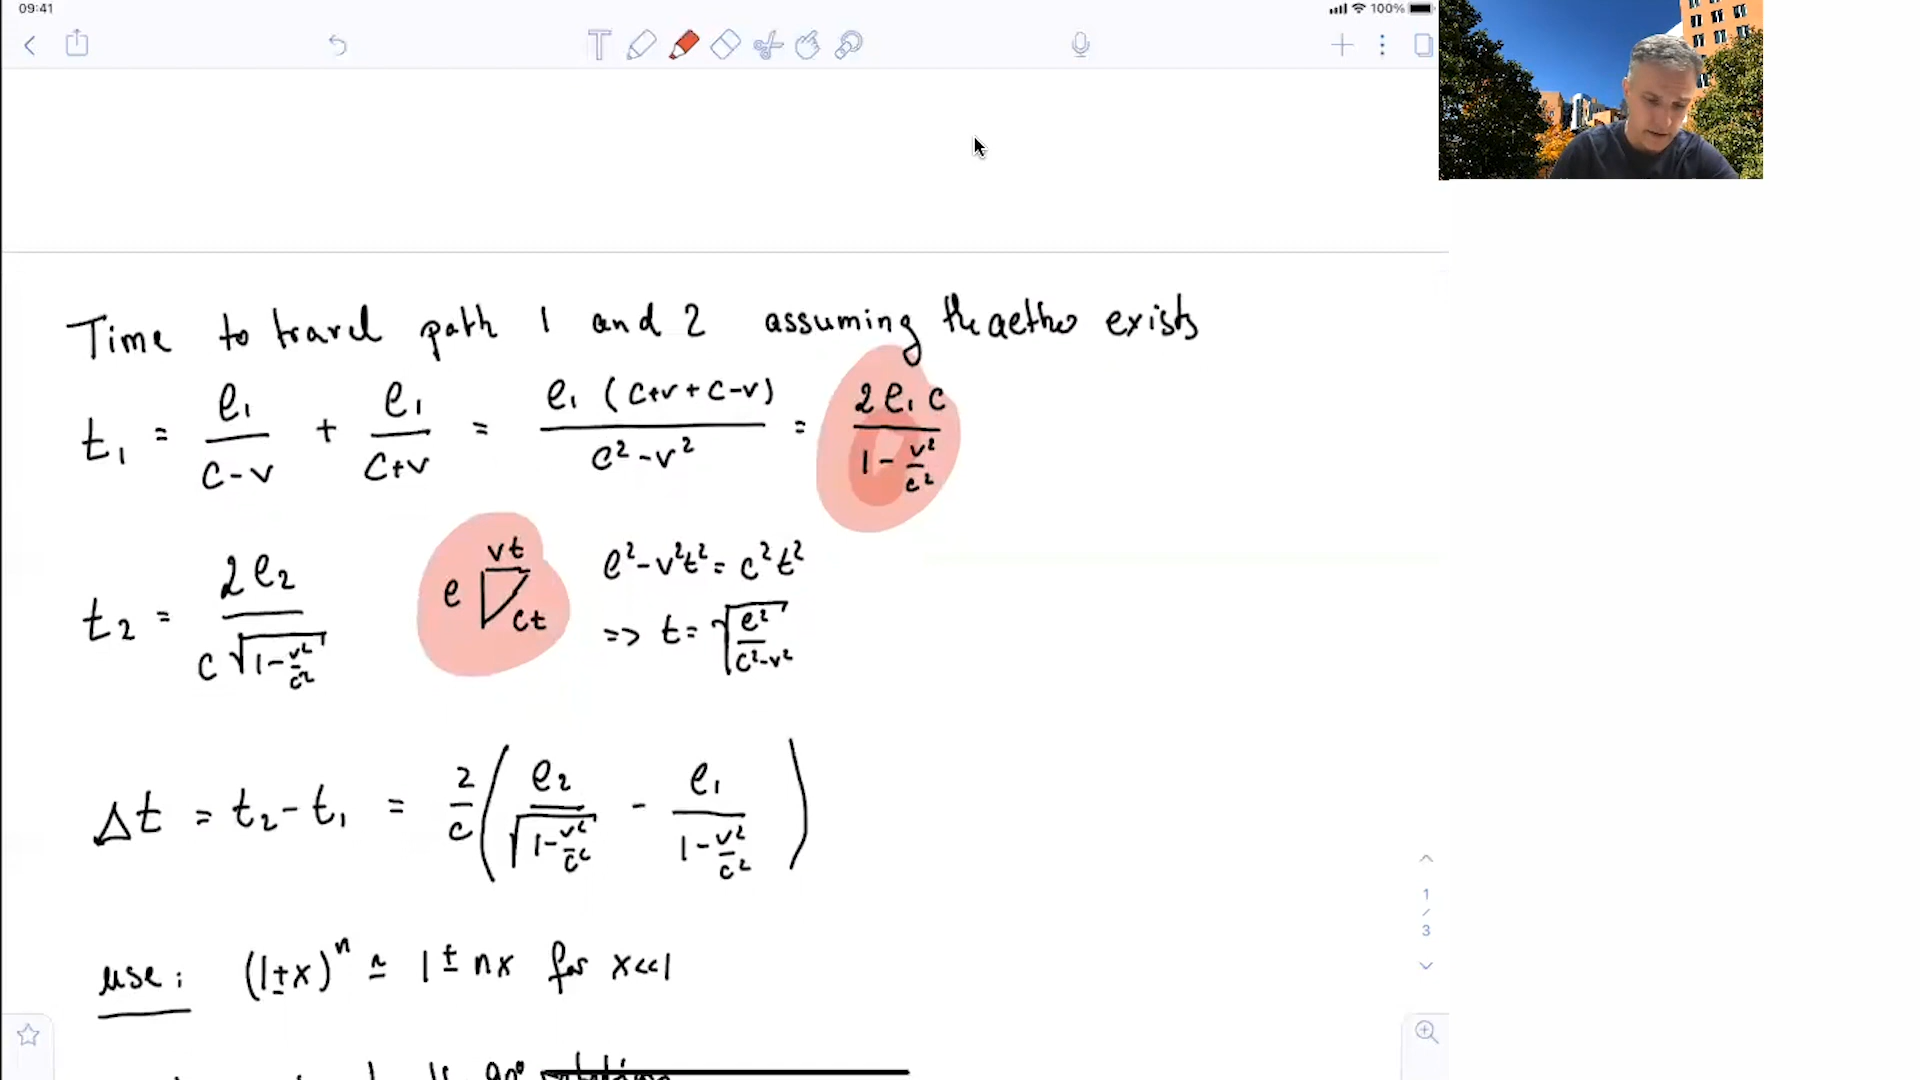 09:41 100%
Time to travel path 1 and 2 assuming the aether exists
t₁ = ℓ₁/(c-v) + ℓ₁/(c+v) = ℓ₁ (c+v+c-v)/(c²-v²) = 2ℓ₁c/(1-v²/c²)
t₂ = 2ℓ₂/(c√(1-v²/c²)) ℓ vt ct ℓ²-v²t² = c²t²
=> t = √(ℓ²/(c²-v²))
Δt = t₂-t₁ = 2/c (ℓ₂/√(1-v²/c²) - ℓ₁/(1-v²/c²))
1
/
3
use: (1±x)ⁿ ≃ 1±nx for x<<1